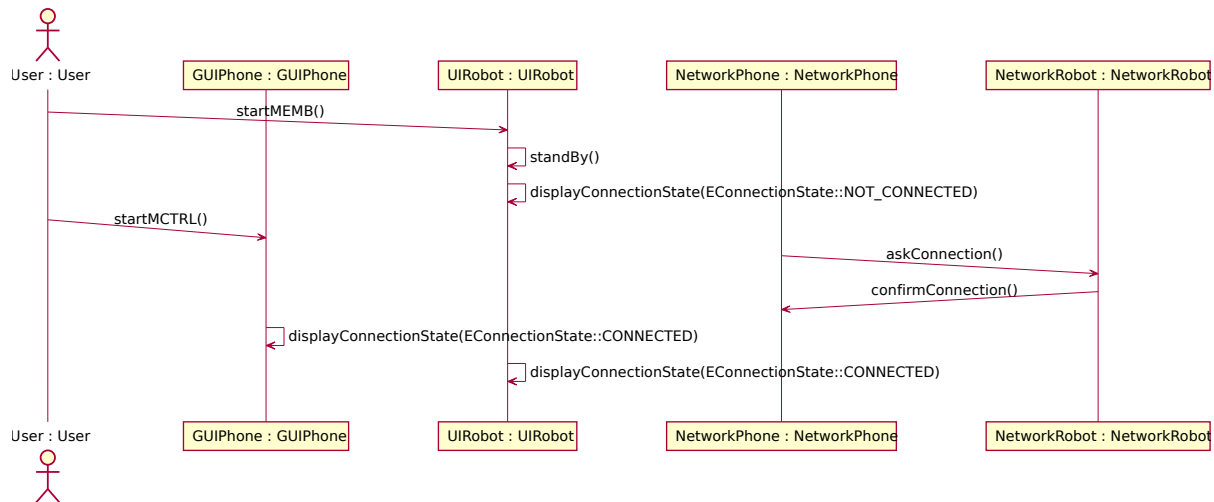 User : User
GUIPhone : GUIPhone
UIRobot : UIRobot
NetworkPhone : NetworkPhone
NetworkRobot : NetworkRobot
startMEMB()
standBy()
displayConnectionState(EConnectionState::NOT_CONNECTED)
startMCTRL()
askConnection()
confirmConnection()
displayConnectionState(EConnectionState::CONNECTED)
displayConnectionState(EConnectionState::CONNECTED)
User : User
GUIPhone : GUIPhone
UIRobot : UIRobot
NetworkPhone : NetworkPhone
NetworkRobot : NetworkRobot